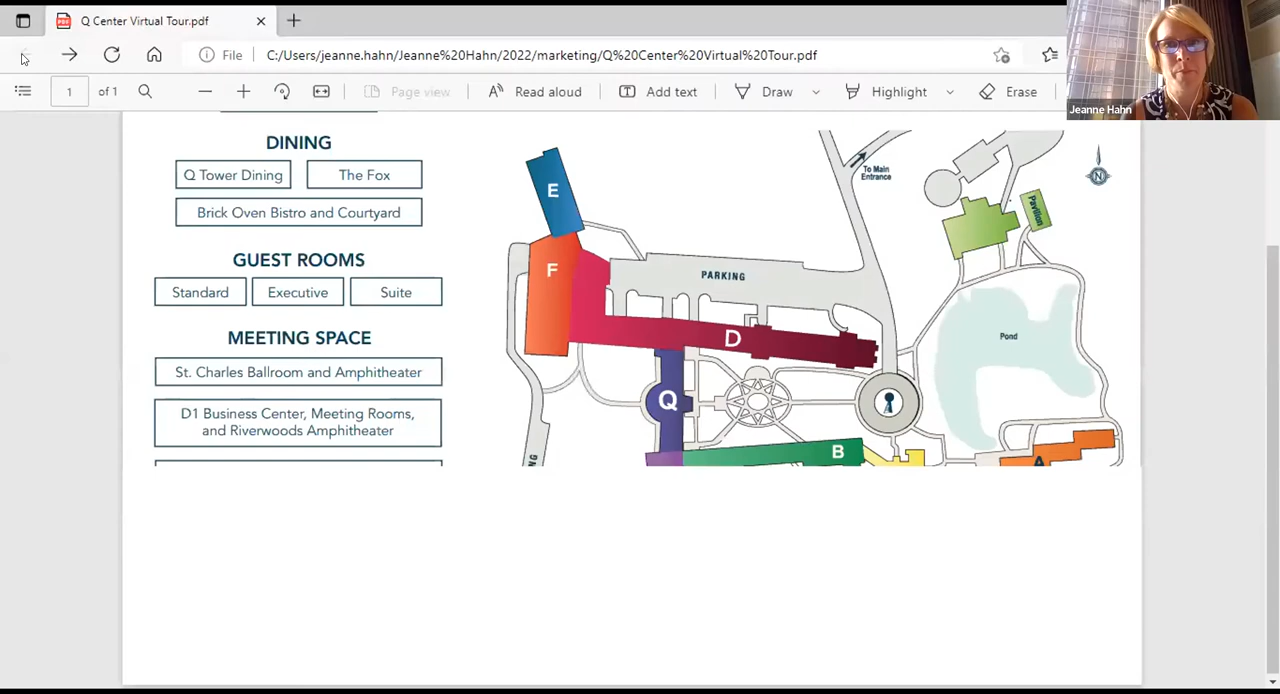 Q Center Virtual Tour.pdf
File C:/Users/jeanne.hahn/Jeanne%20Hahn/2022/marketing/Q%20Center%20Virtual%20Tour.pdf
1 of 1 Page view Read aloud Add text Draw Highlight Erase
Jeanne Hahn
DINING
Q Tower Dining The Fox
Brick Oven Bistro and Courtyard
GUEST ROOMS
Standard Executive Suite
MEETING SPACE
St. Charles Ballroom and Amphitheater
D1 Business Center, Meeting Rooms,
and Riverwoods Amphitheater
To Main
Entrance
N
E
Pavilion
F
PARKING
D
Pond
Q
B
A
NG